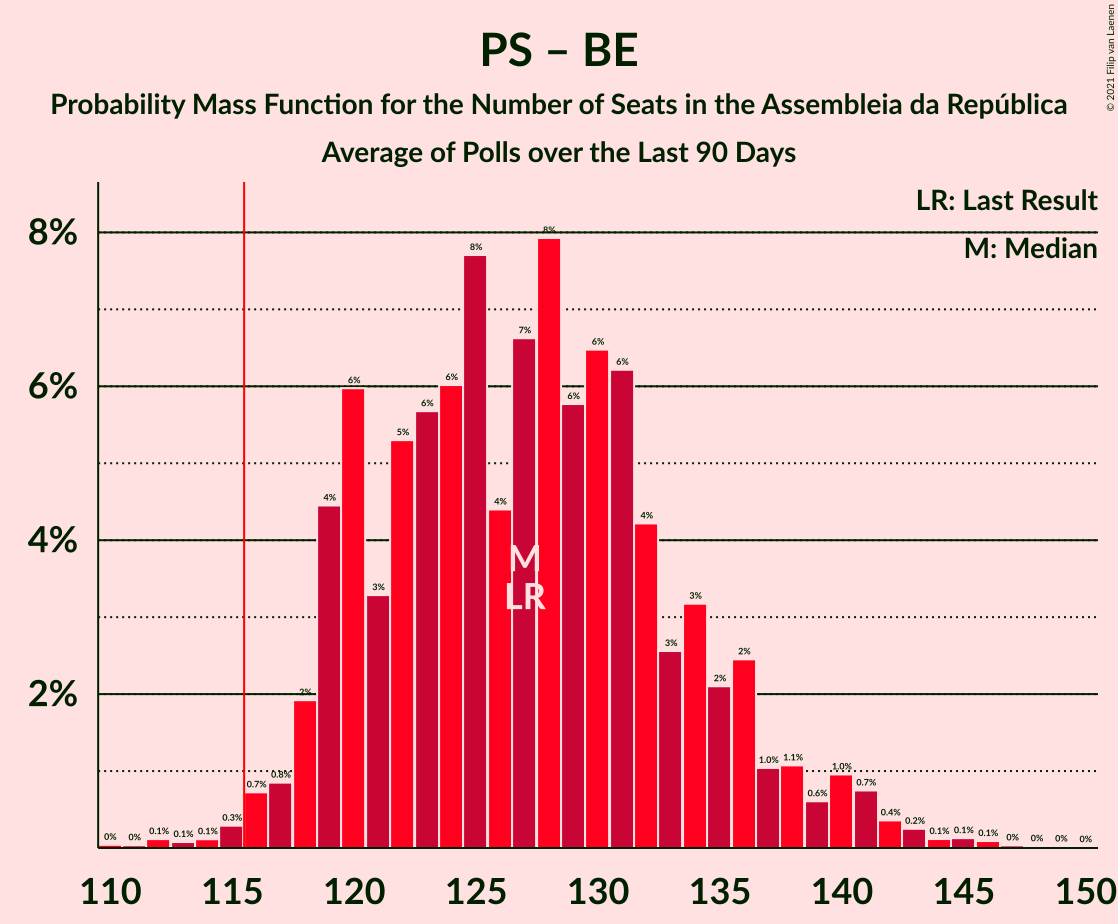 PS – BE
Probability Mass Function for the Number of Seats in the Assembleia da República
Average of Polls over the Last 90 Days
© 2021 Filip van Laenen
LR: Last Result
M: Median
8%
6%
4%
2%
0% 0% 0.1% 0.1% 0.1% 0.3% 0.7% 0.8% 2% 4% 6% 3% 5% 6% 6% 8% 4% 7% 8% 6% 6% 6% 4% 3% 3% 2% 2% 1.0% 1.1% 0.6% 1.0% 0.7% 0.4% 0.2% 0.1% 0.1% 0.1% 0% 0% 0% 0%
M
LR
110 115 120 125 130 135 140 145 150